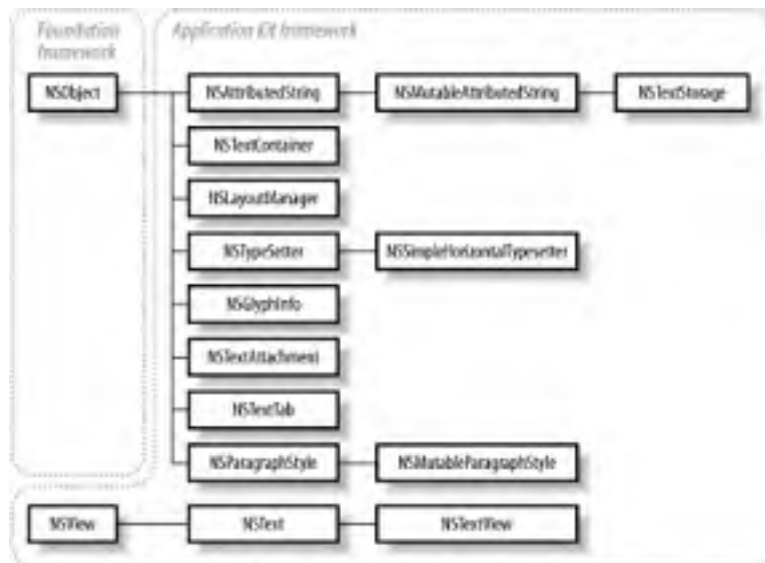 Foundation framework
Application Kit framework
NSObject
NSAttributedString
NSMutableAttributedString
NSTextStorage
NSTextContainer
NSLayoutManager
NSTypeSetter
NSSimpleHorizontalTypesetter
NSGlyphInfo
NSTextAttachment
NSTextTab
NSParagraphStyle
NSMutableParagraphStyle
NSView
NSText
NSTextView